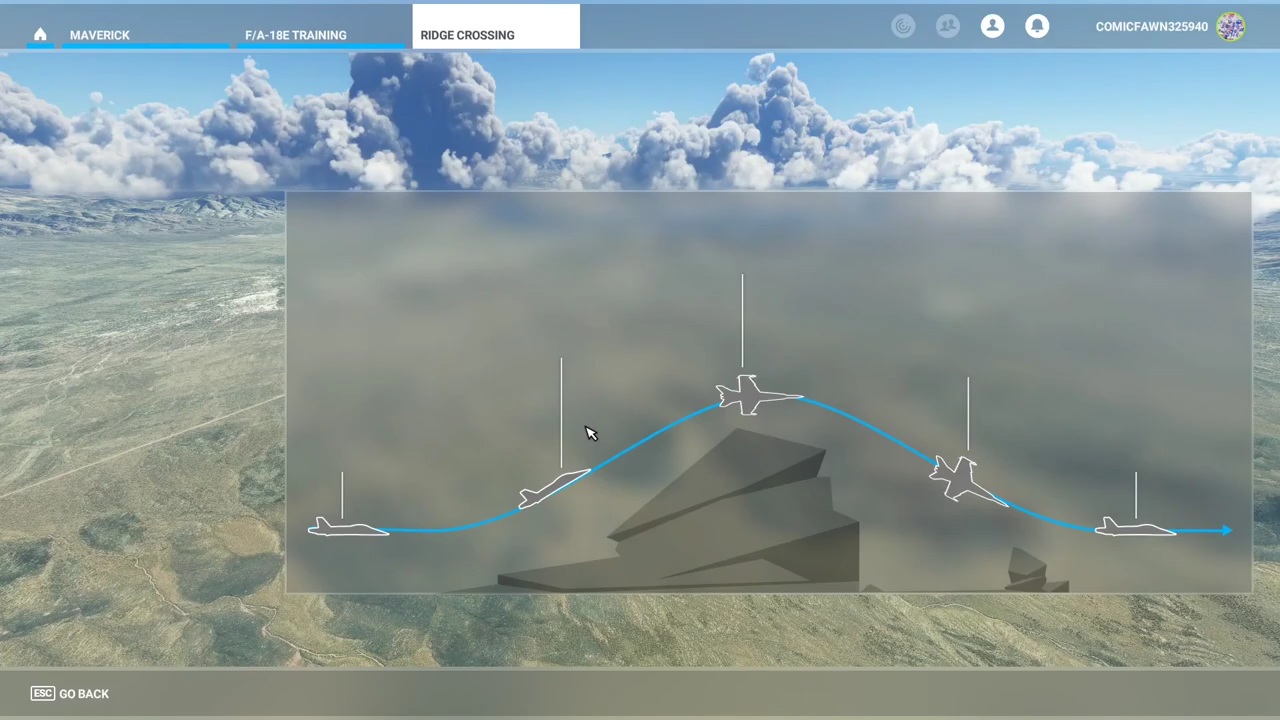 MAVERICK
F/A-18E TRAINING
RIDGE CROSSING
COMICFAWN325940
ESC GO BACK